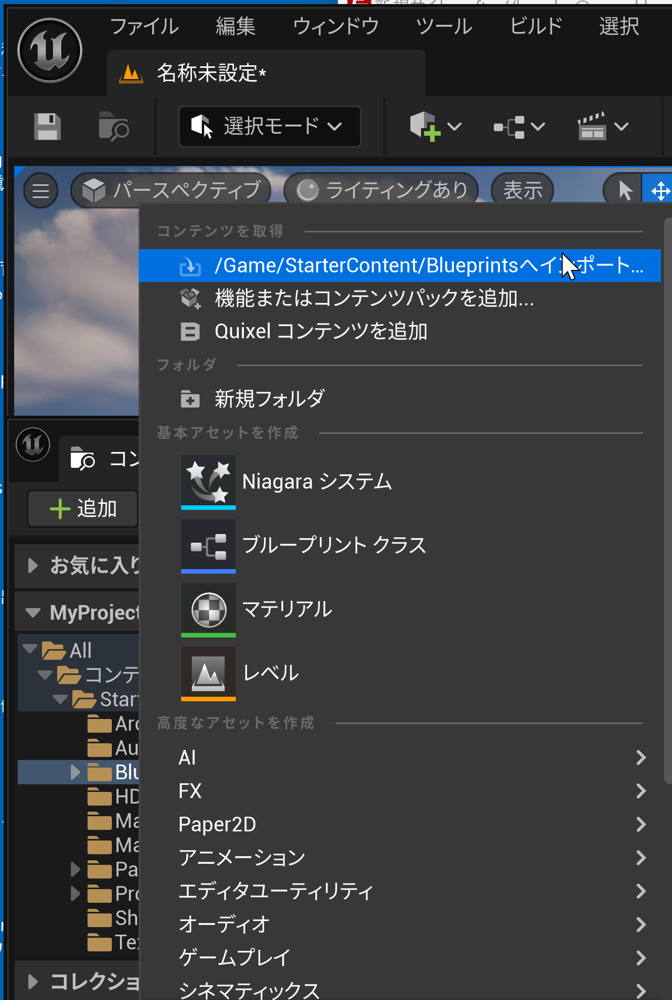 ファイル 編集 ウィンドウ ツール ビルド 選択
名称未設定*
選択モード
パースペクティブ ライティングあり 表示
コンテンツを取得
/Game/StarterContent/Blueprintsへインポート...
機能またはコンテンツパックを追加...
Quixel コンテンツを追加
フォルダ
新規フォルダ
基本アセットを作成
Niagara システム
ブループリント クラス
マテリアル
レベル
高度なアセットを作成
AI
FX
Paper2D
アニメーション
エディタユーティリティ
オーディオ
ゲームプレイ
シネマティックス
コン
追加
お気に入り
MyProject
All
コンテ
Star
Arc
Au
Blu
HD
Ma
Ma
Pa
Pro
Sh
Tex
コレクショ